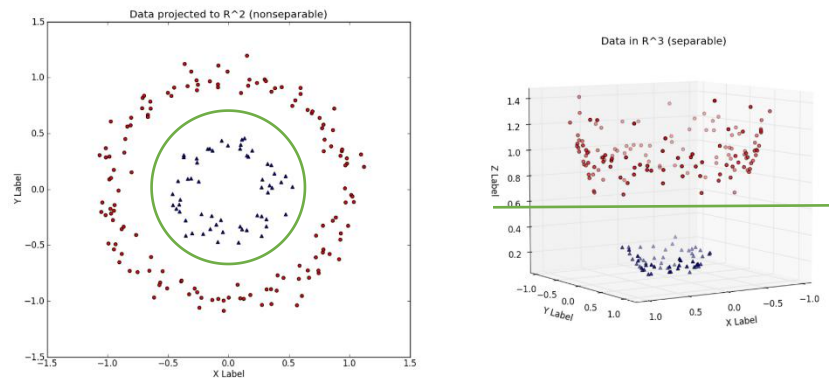 Data projected to R^2 (nonseparable)
1.5
1.0
0.5
0.0
−0.5
−1.0
−1.5
Y Label
−1.5 −1.0 −0.5 0.0 0.5 1.0 1.5
X Label
Data in R^3 (separable)
1.4
1.2
1.0
0.8
0.6
0.4
0.2
Z Label
−1.0 −0.5 0.0 0.5 1.0
Y Label
1.0 0.5 0.0 −0.5 −1.0
X Label